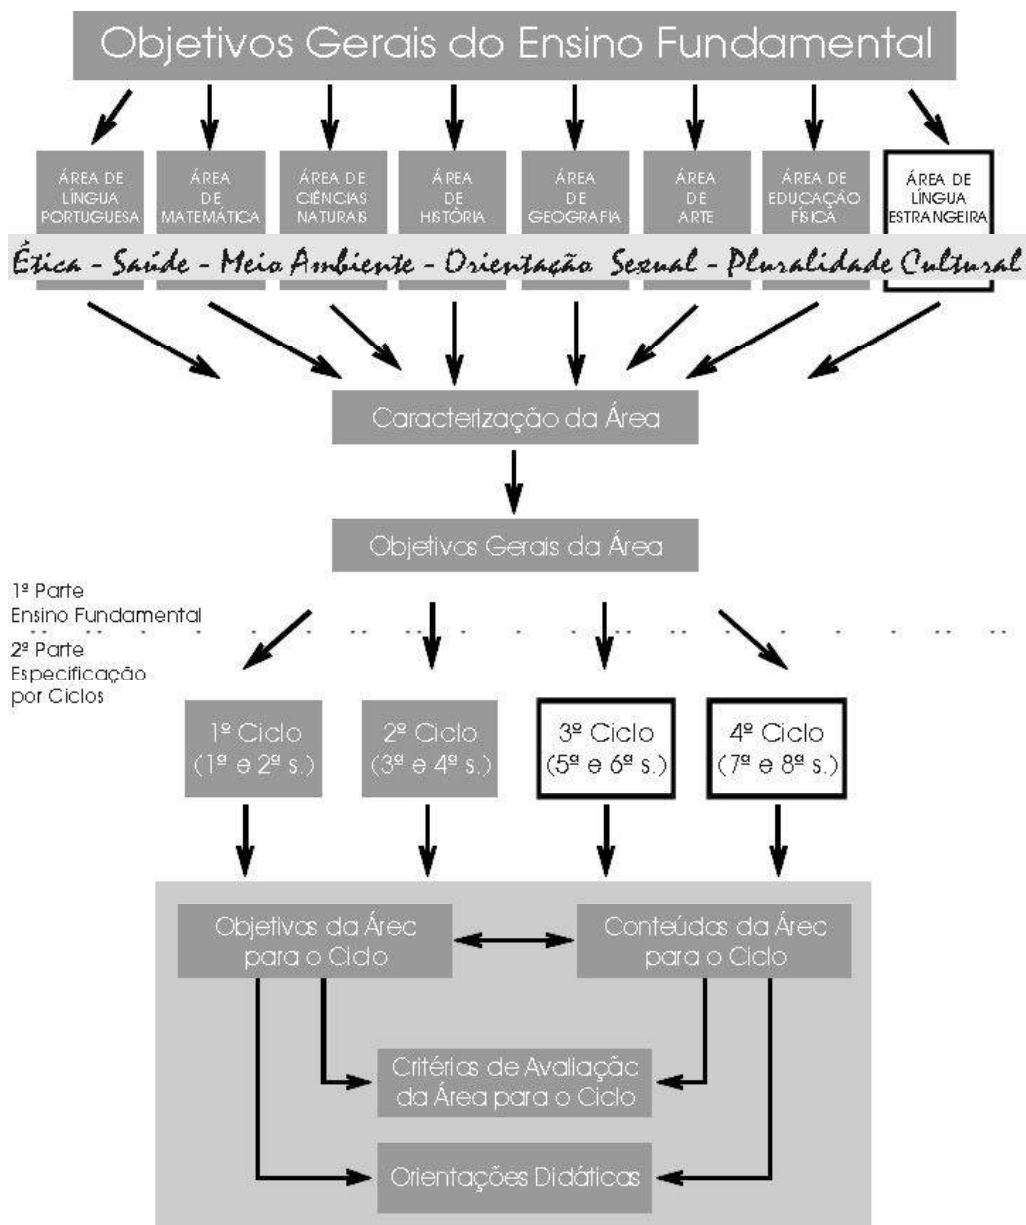 Objetivos Gerais do Ensino Fundamental
ÁREA DE
LÍNGUA
PORTUGUESA
ÁREA
DE
MATEMÁTICA
ÁREA DE
CIÊNCIAS
NATURAIS
ÁREA
DE
HISTÓRIA
ÁREA
DE
GEOGRAFIA
ÁREA
DE
ARTE
ÁREA DE
EDUCAÇÃO
FÍSICA
ÁREA DE
LÍNGUA
ESTRANGEIRA
Ética - Saúde - Meio Ambiente - Orientação Sexual - Pluralidade Cultural
Caracterização da Área
Objetivos Gerais da Área
1ª Parte
Ensino Fundamental
2ª Parte
Especificação
por Ciclos
1º Ciclo
(1ª e 2ª s.)
2º Ciclo
(3ª e 4ª s.)
3º Ciclo
(5ª e 6ª s.)
4º Ciclo
(7ª e 8ª s.)
Objetivos da Área
para o Ciclo
Conteúdos da Área
para o Ciclo
Critérios de Avaliação
da Área para o Ciclo
Orientações Didáticas